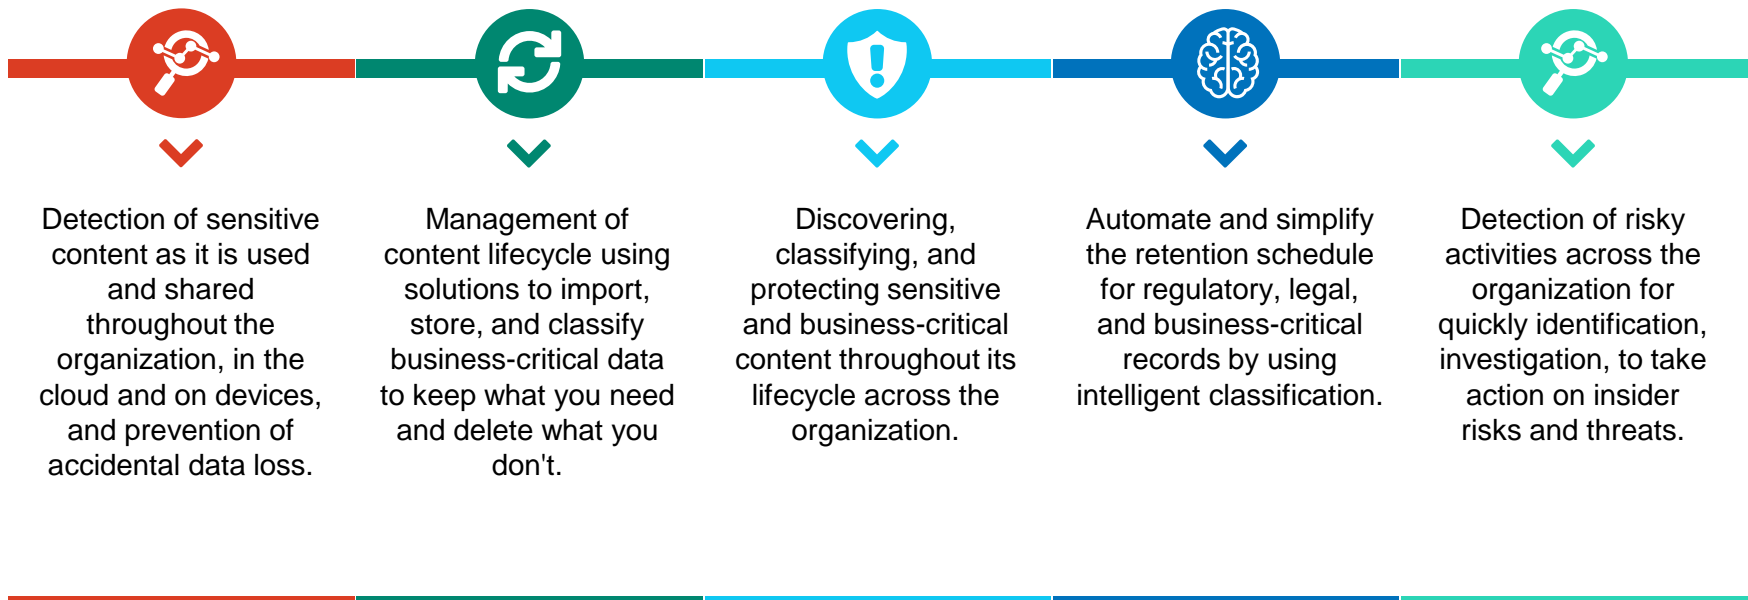 Detection of sensitive
content as it is used
and shared
throughout the
organization, in the
cloud and on devices,
and prevention of
accidental data loss.
Management of
content lifecycle using
solutions to import,
store, and classify
business-critical data
to keep what you need
and delete what you
don't.
Discovering,
classifying, and
protecting sensitive
and business-critical
content throughout its
lifecycle across the
organization.
Automate and simplify
the retention schedule
for regulatory, legal,
and business-critical
records by using
intelligent classification.
Detection of risky
activities across the
organization for
quickly identification,
investigation, to take
action on insider
risks and threats.